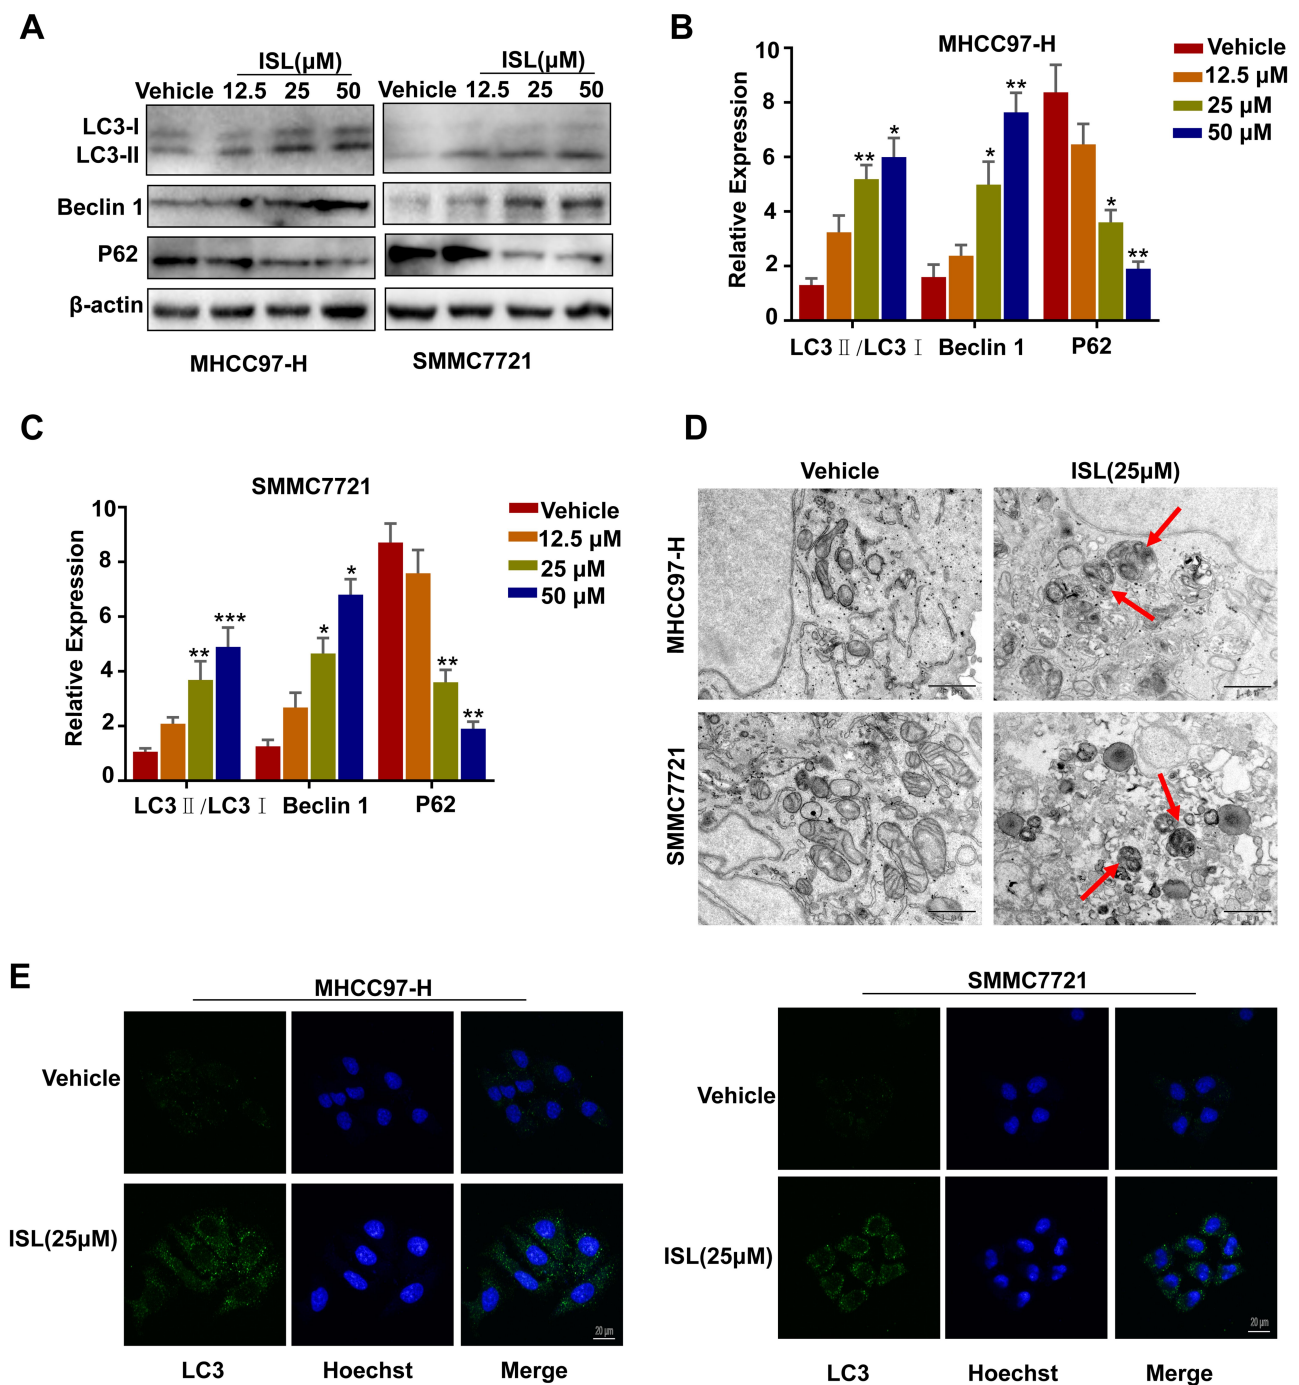 A
ISL(μM)
Vehicle 12.5 25 50
ISL(μM)
Vehicle 12.5 25 50
LC3-I
LC3-II
Beclin 1
P62
β-actin
MHCC97-H
SMMC7721
B
MHCC97-H
Relative Expression
10
8
6
4
2
0
** *
* **
* **
LC3 Ⅱ/LC3 Ⅰ Beclin 1 P62
Vehicle
12.5 μM
25 μM
50 μM
C
SMMC7721
Relative Expression
10
8
6
4
2
0
** ***
* *
** **
LC3 Ⅱ/LC3 Ⅰ Beclin 1 P62
Vehicle
12.5 μM
25 μM
50 μM
D
Vehicle ISL(25μM)
MHCC97-H
SMMC7721
E
MHCC97-H
Vehicle
ISL(25μM)
20 μm
LC3 Hoechst Merge
SMMC7721
Vehicle
ISL(25μM)
20 μm
LC3 Hoechst Merge